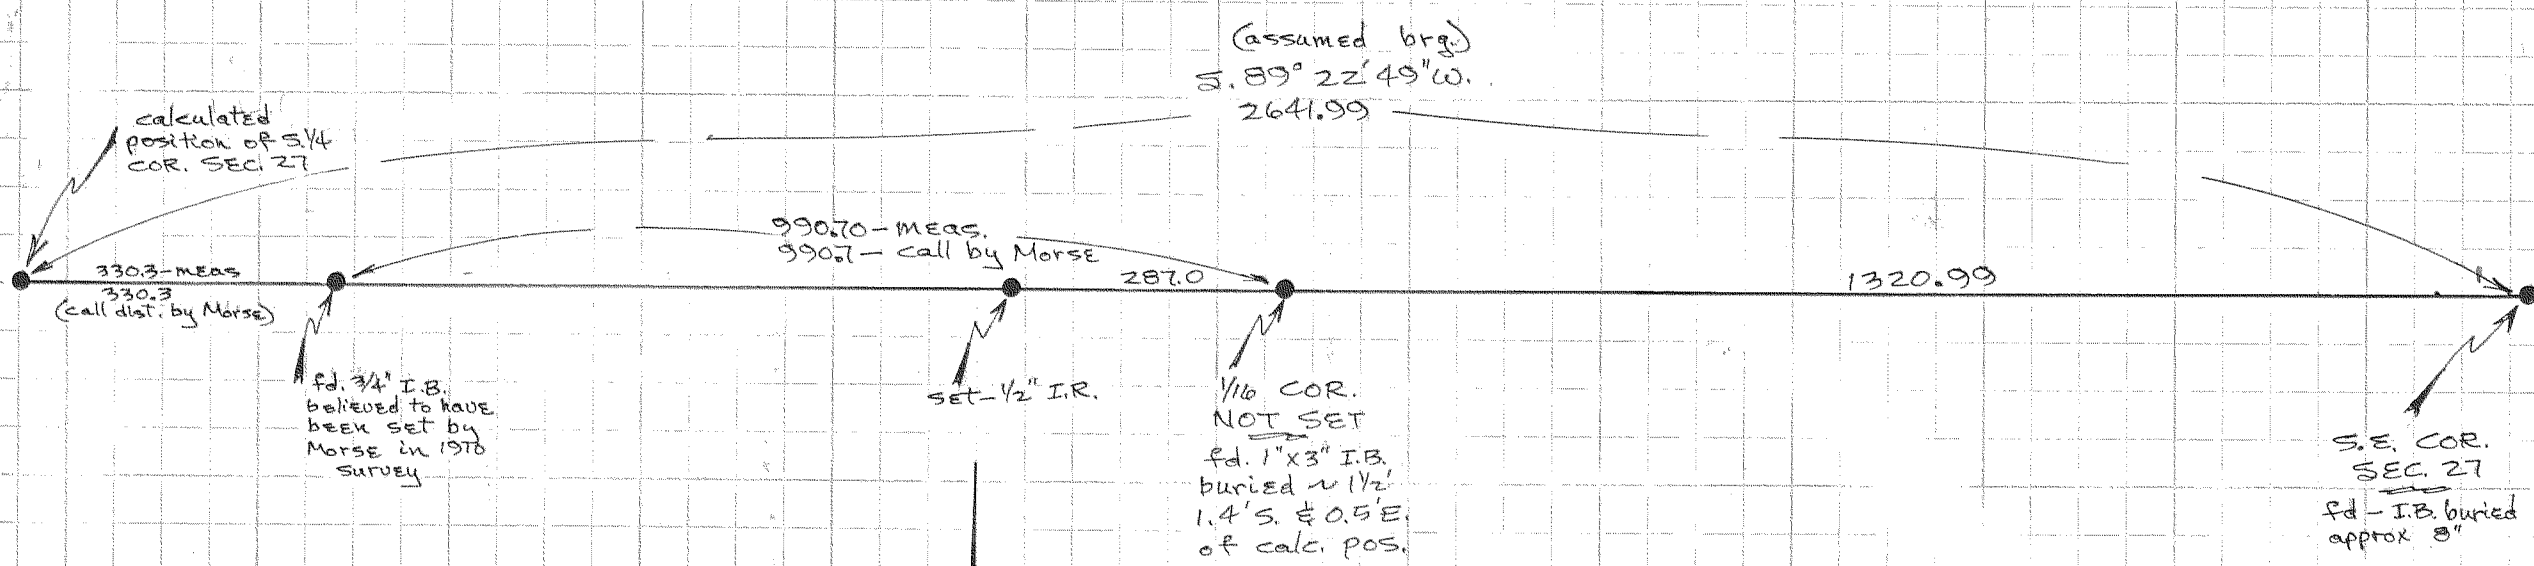 (assumed brg.)
S. 89° 22' 49" W.
2641.99
calculated
position of S.1/4
COR. SEC. 27
990.70 - meas.
990.7 - call by Morse
330.3 - meas
330.3
(call dist. by Morse)
287.0
1320.99
fd. 3/4" I.B.
believed to have
been set by
Morse in 1978
survey
set - 1/2" I.R.
1/16 COR.
NOT SET
fd. 1"x3" I.B.
buried ~ 1 1/2'
1.4' S. & 0.5' E.
of calc. pos.
S.E. COR.
SEC. 27
fd - I.B. buried
approx 8"